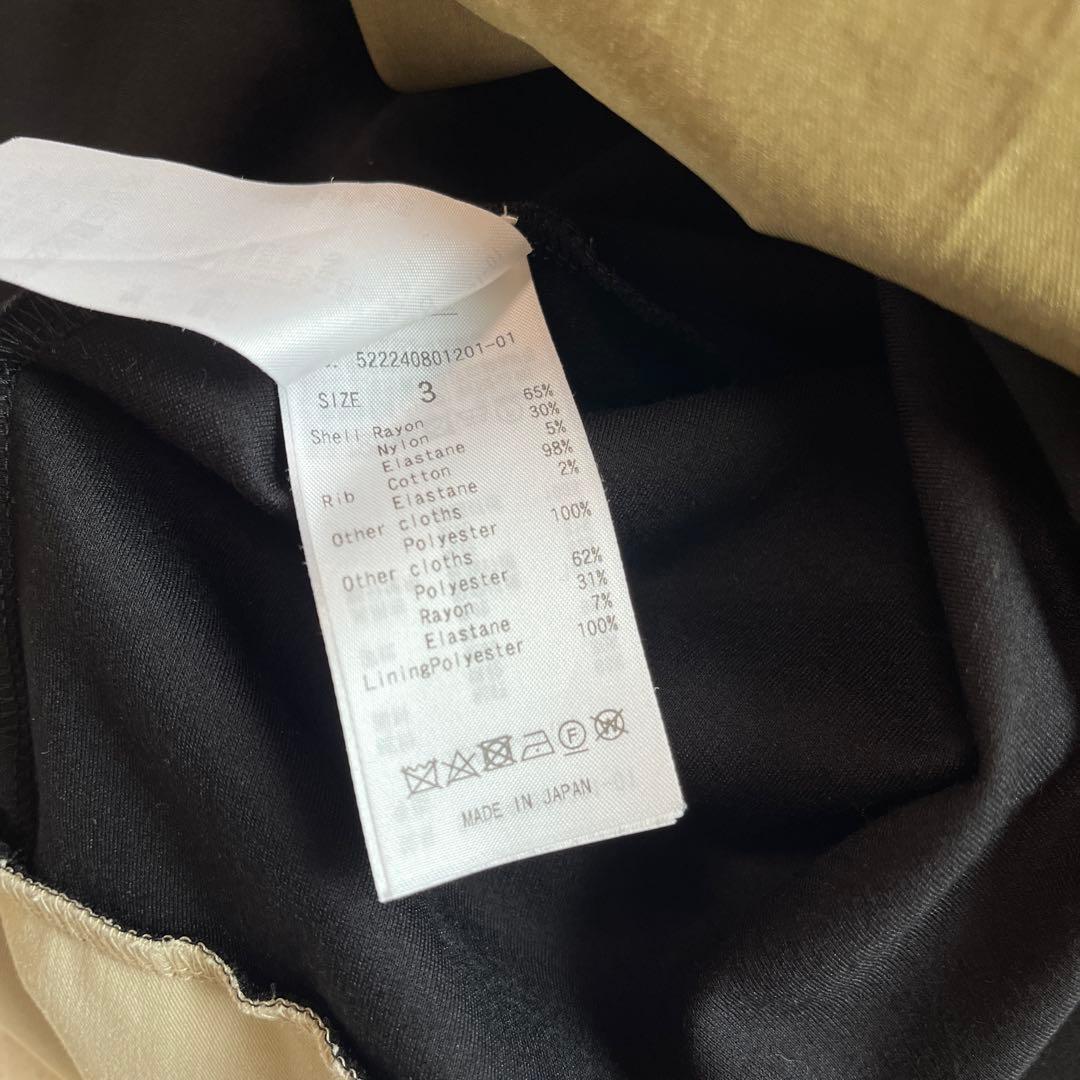 522240801201-01
SIZE 3
Shell Rayon 65%
Nylon 30%
Elastane 5%
Rib Cotton 98%
Elastane 2%
Other cloths
Polyester 100%
Other cloths
Polyester 62%
Rayon 31%
Elastane 7%
LiningPolyester 100%
F W
MADE IN JAPAN